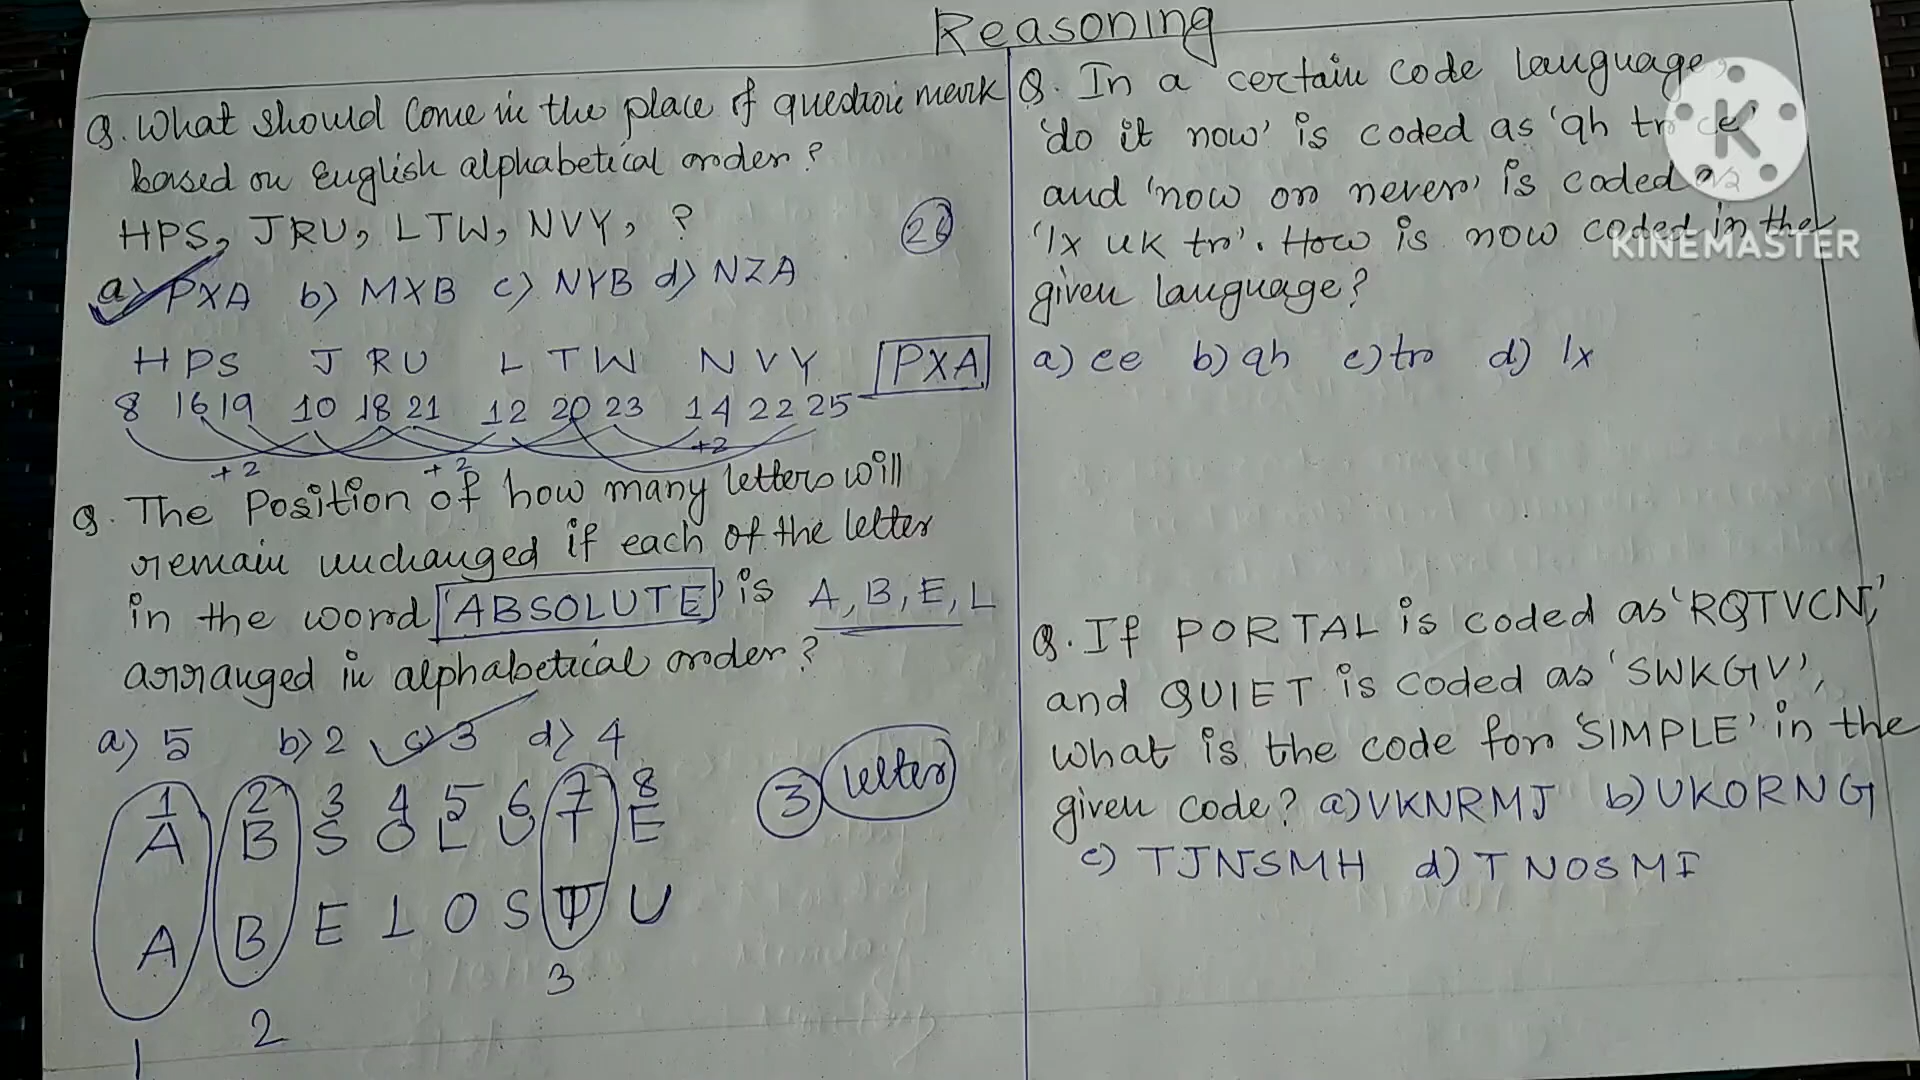 Reasoning
Q. What should come in the place of question mark
based on English alphabetical order?
HPS, JRU, LTW, NVY, ?
26
a) PXA b) MXB c) NYB d) NZA
H P S J R U L T W N V Y PXA
8 16 19 10 18 21 12 20 23 14 22 25
+2 +2 +2
Q. The Position of how many letters will
remain unchanged if each of the letter
in the word 'ABSOLUTE' is A, B, E, L
arranged in alphabetical order?
a) 5 b) 2 c) 3 d) 4
1 2 3 4 5 6 7 8
A B S O L U T E
3 letter
A B E L O S T U
1 2 3
Q. In a certain code language,
'do it now' is coded as 'qh tr ce'
and 'now or never' is coded as
'lx uk tr'. How is now coded in the
given language?
a) ce b) qh c) tr d) lx
Q. If PORTAL is coded as 'RQTVCN,'
and QUIET is coded as 'SWKGV',
what is the code for 'SIMPLE' in the
given code? a) VKNRMJ b) UKORNG
c) TJNSMH d) TNOSMI
K
KINEMASTER